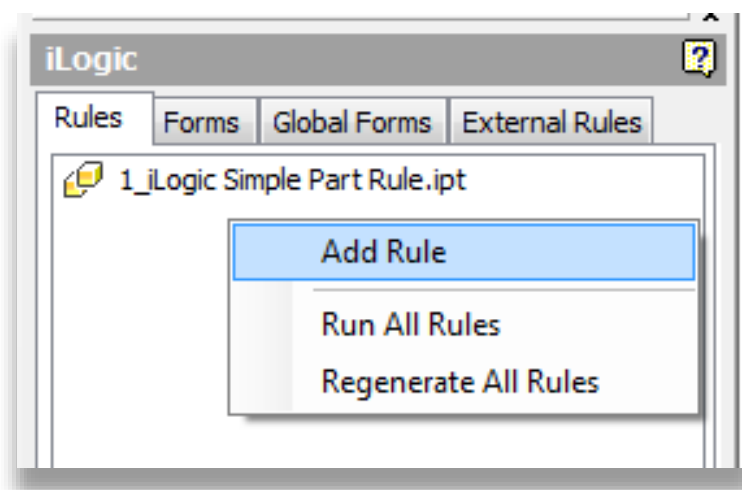 iLogic
Rules Forms Global Forms External Rules
1_iLogic Simple Part Rule.ipt
Add Rule
Run All Rules
Regenerate All Rules